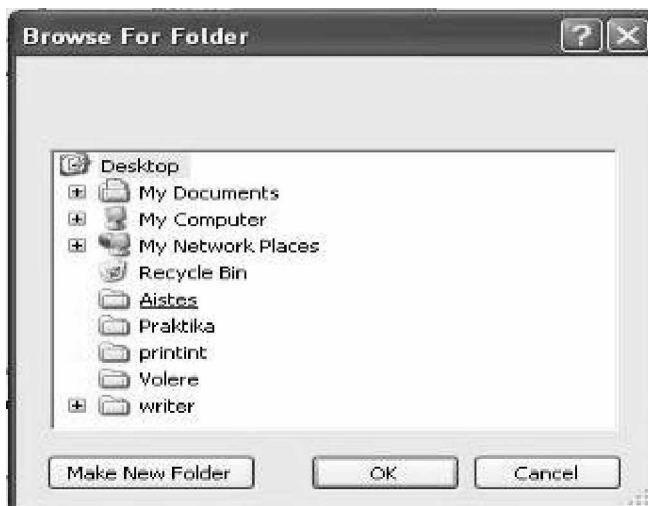 Browse For Folder
Desktop
My Documents
My Computer
My Network Places
Recycle Bin
Aistes
Praktika
printint
Volere
writer
Make New Folder OK Cancel